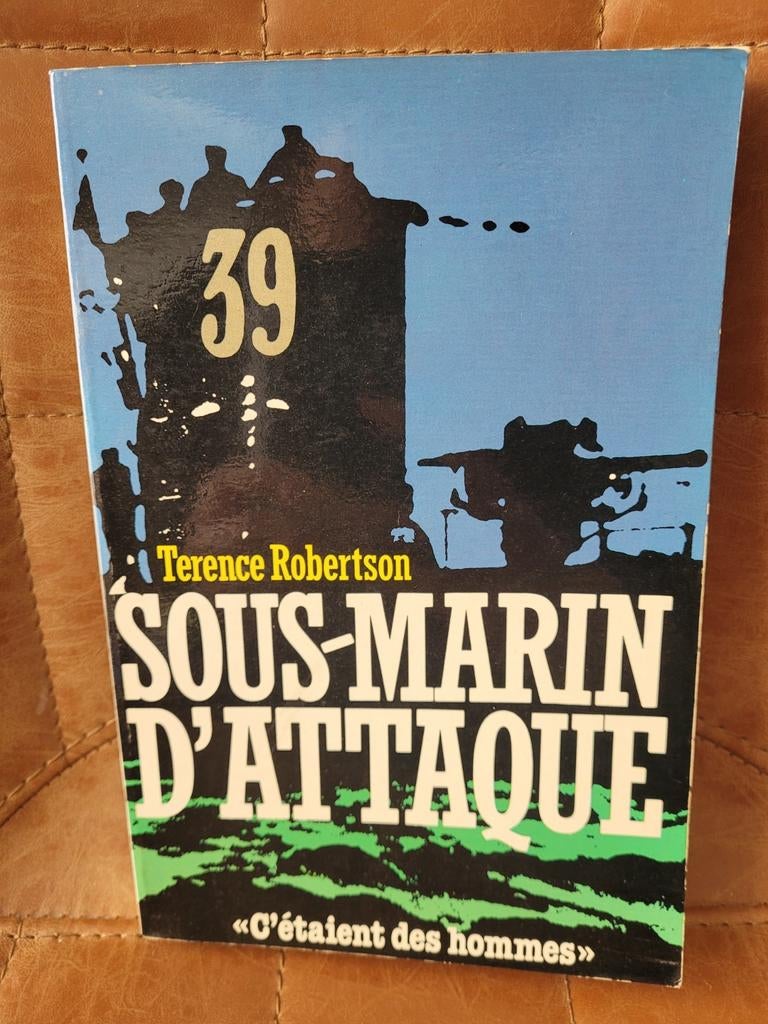 39
Terence Robertson
SOUS-MARIN
D'ATTAQUE
«C'étaient des hommes»